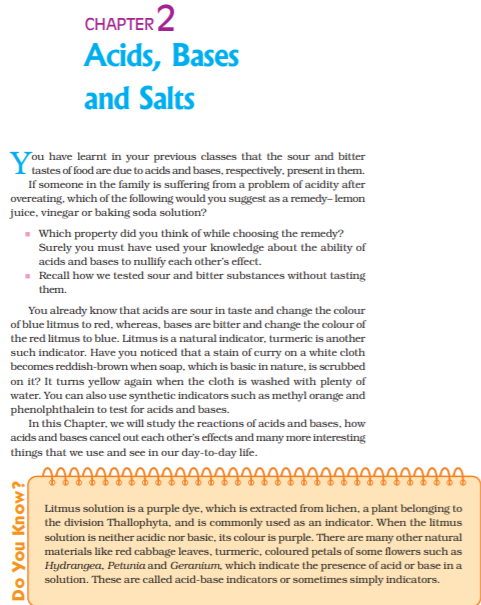 CHAPTER 2
Acids, Bases
and Salts
You have learnt in your previous classes that the sour and bitter
tastes of food are due to acids and bases, respectively, present in them.
If someone in the family is suffering from a problem of acidity after
overeating, which of the following would you suggest as a remedy– lemon
juice, vinegar or baking soda solution?
Which property did you think of while choosing the remedy?
Surely you must have used your knowledge about the ability of
acids and bases to nullify each other's effect.
Recall how we tested sour and bitter substances without tasting
them.
You already know that acids are sour in taste and change the colour
of blue litmus to red, whereas, bases are bitter and change the colour of
the red litmus to blue. Litmus is a natural indicator, turmeric is another
such indicator. Have you noticed that a stain of curry on a white cloth
becomes reddish-brown when soap, which is basic in nature, is scrubbed
on it? It turns yellow again when the cloth is washed with plenty of
water. You can also use synthetic indicators such as methyl orange and
phenolphthalein to test for acids and bases.
In this Chapter, we will study the reactions of acids and bases, how
acids and bases cancel out each other's effects and many more interesting
things that we use and see in our day-to-day life.
Do You Know?
Litmus solution is a purple dye, which is extracted from lichen, a plant belonging to
the division Thallophyta, and is commonly used as an indicator. When the litmus
solution is neither acidic nor basic, its colour is purple. There are many other natural
materials like red cabbage leaves, turmeric, coloured petals of some flowers such as
Hydrangea, Petunia and Geranium, which indicate the presence of acid or base in a
solution. These are called acid-base indicators or sometimes simply indicators.